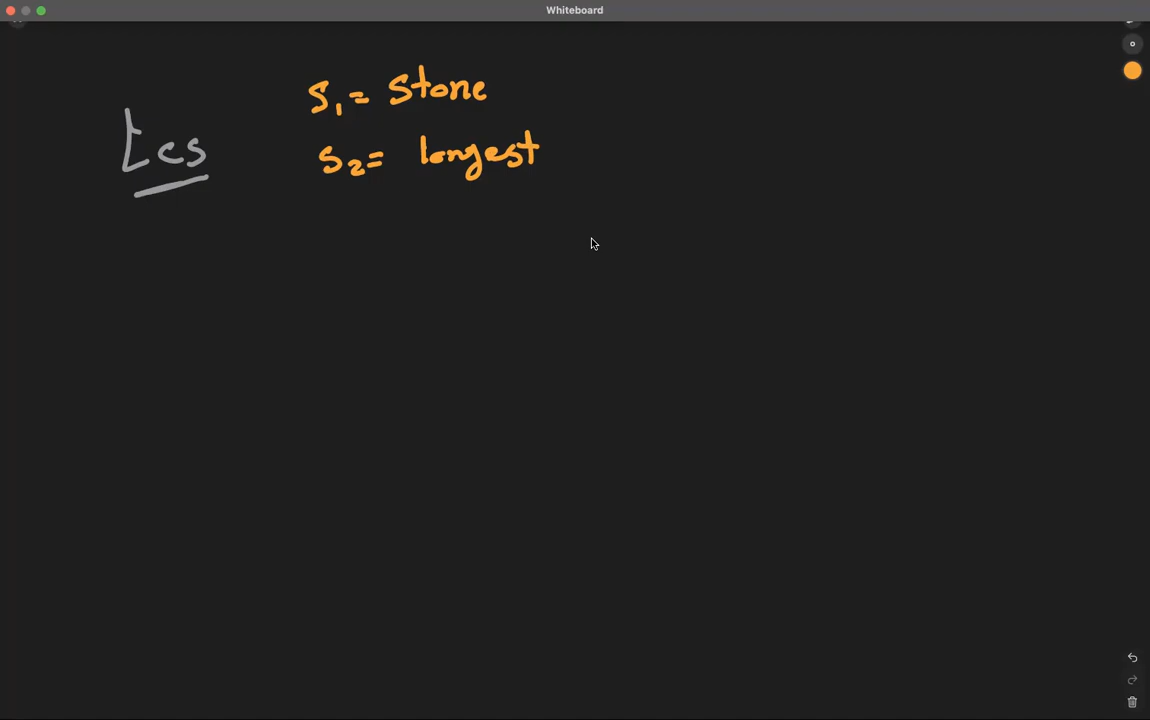 Whiteboard
S1 = Stone
Lcs
S2 = longest